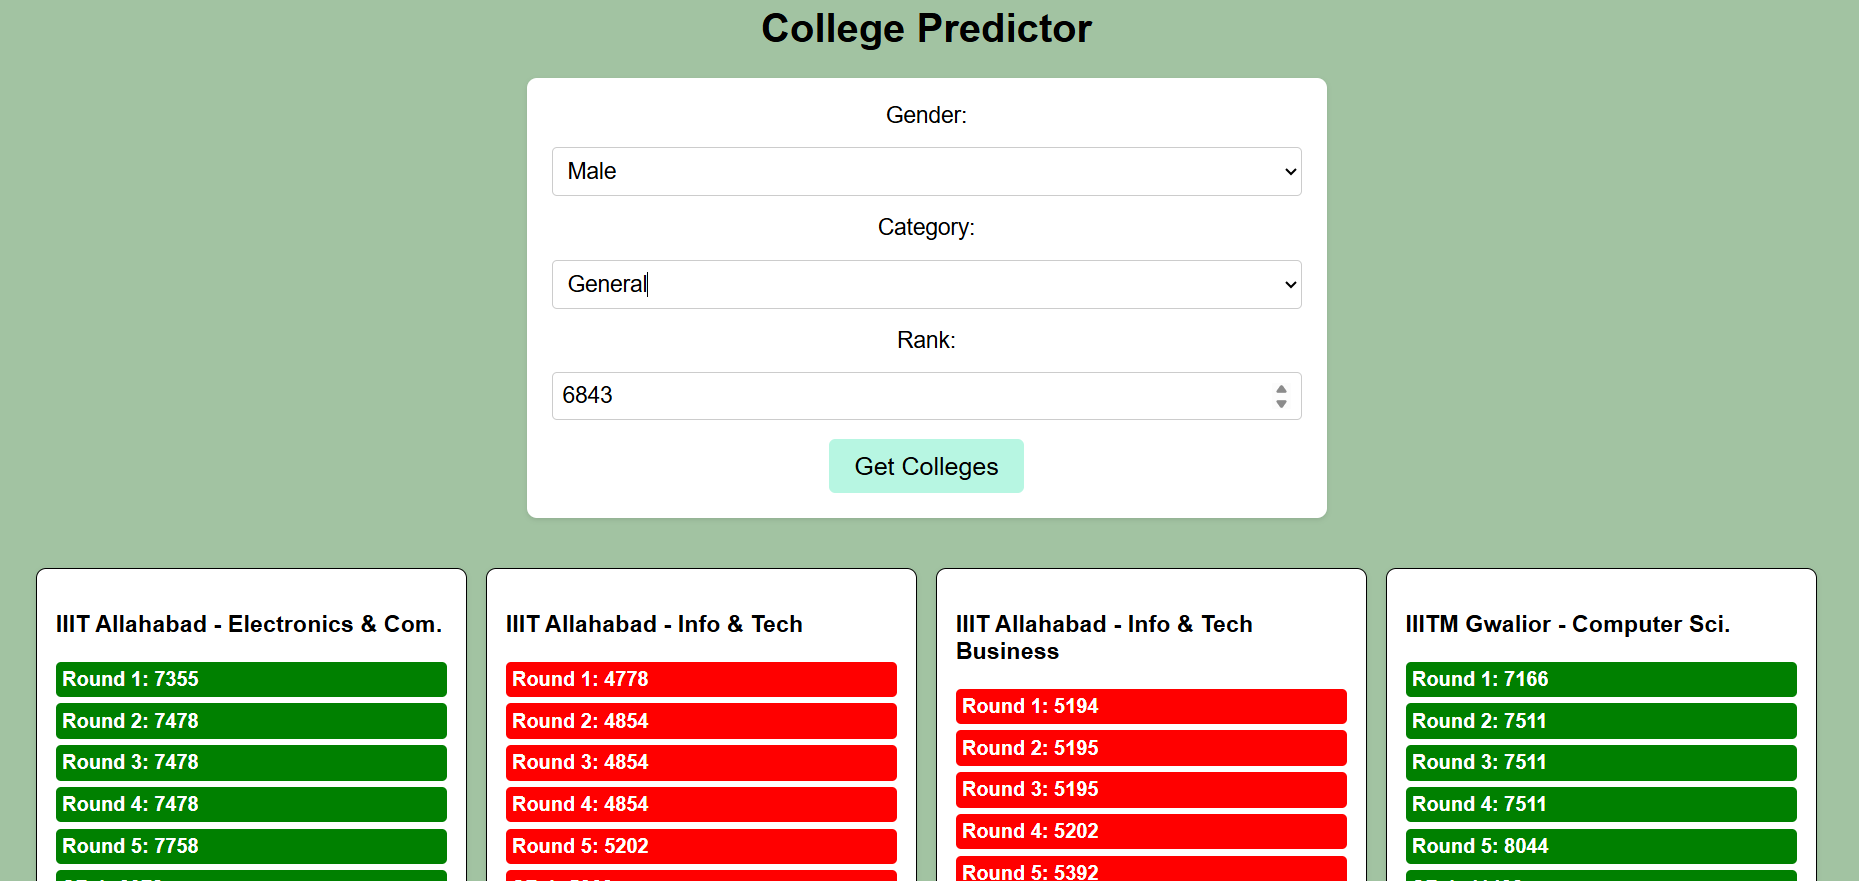 College Predictor
Gender:
Male
Category:
General
Rank:
6843
Get Colleges
IIIT Allahabad - Electronics & Com.
Round 1: 7355
Round 2: 7478
Round 3: 7478
Round 4: 7478
Round 5: 7758
IIIT Allahabad - Info & Tech
Round 1: 4778
Round 2: 4854
Round 3: 4854
Round 4: 4854
Round 5: 5202
IIIT Allahabad - Info & Tech
Business
Round 1: 5194
Round 2: 5195
Round 3: 5195
Round 4: 5202
Round 5: 5392
IIITM Gwalior - Computer Sci.
Round 1: 7166
Round 2: 7511
Round 3: 7511
Round 4: 7511
Round 5: 8044